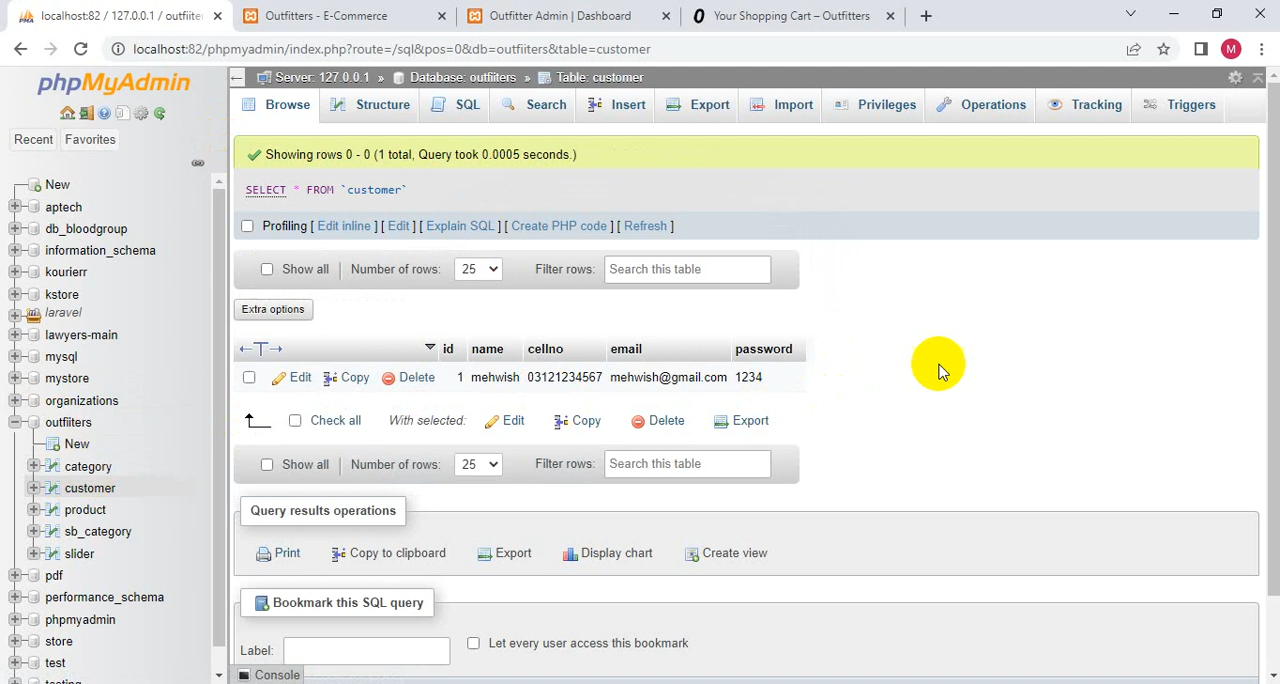 localhost:82 / 127.0.0.1 / outfiiter
Outfitters - E-Commerce
Outfitter Admin | Dashboard
Your Shopping Cart – Outfitters
localhost:82/phpmyadmin/index.php?route=/sql&pos=0&db=outfiiters&table=customer
M
phpMyAdmin
Server: 127.0.0.1 » Database: outfiiters » Table: customer
Browse Structure SQL Search Insert Export Import Privileges Operations Tracking Triggers
Recent Favorites
New
aptech
db_bloodgroup
information_schema
kourierr
kstore
laravel
lawyers-main
mysql
mystore
organizations
outfiiters
New
category
customer
product
sb_category
slider
pdf
performance_schema
phpmyadmin
store
test
Showing rows 0 - 0 (1 total, Query took 0.0005 seconds.)
SELECT * FROM `customer`
Profiling [ Edit inline ] [ Edit ] [ Explain SQL ] [ Create PHP code ] [ Refresh ]
Show all Number of rows: 25 Filter rows: Search this table
Extra options
id name cellno email password
Edit Copy Delete 1 mehwish 03121234567 mehwish@gmail.com 1234
Check all With selected: Edit Copy Delete Export
Show all Number of rows: 25 Filter rows: Search this table
Query results operations
Print Copy to clipboard Export Display chart Create view
Bookmark this SQL query
Label: Let every user access this bookmark
Console